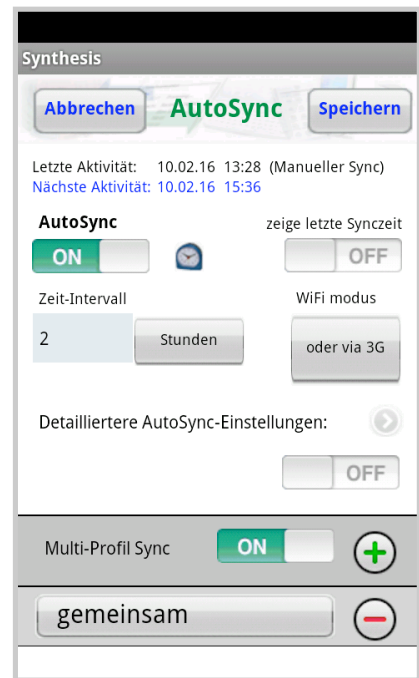 Synthesis
Abbrechen AutoSync Speichern
Letzte Aktivität: 10.02.16 13:28 (Manueller Sync)
Nächste Aktivität: 10.02.16 15:36
AutoSync zeige letzte Synczeit
ON OFF
Zeit-Intervall WiFi modus
2 Stunden oder via 3G
Detailliertere AutoSync-Einstellungen:
OFF
Multi-Profil Sync ON
gemeinsam